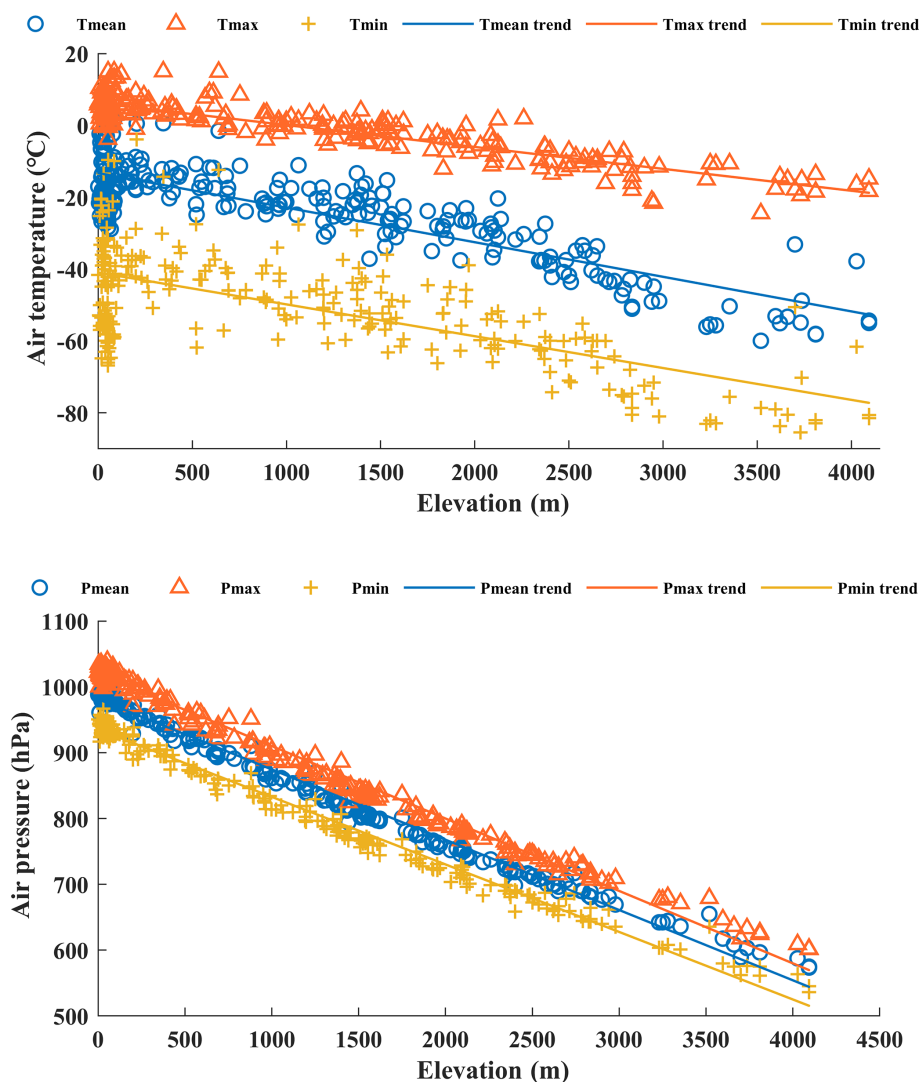 Tmean Tmax Tmin Tmean trend Tmax trend Tmin trend
20
0
-20
-40
-60
-80
Air temperature (℃)
0 500 1000 1500 2000 2500 3000 3500 4000
Elevation (m)
Pmean Pmax Pmin Pmean trend Pmax trend Pmin trend
1100
1000
900
800
700
600
500
Air pressure (hPa)
0 500 1000 1500 2000 2500 3000 3500 4000 4500
Elevation (m)